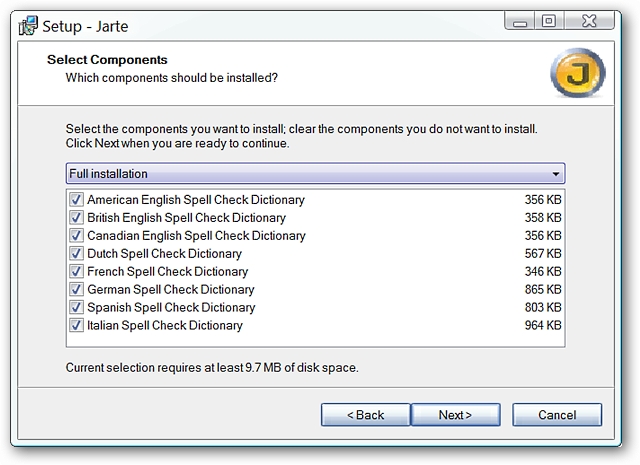 Setup - Jarte
Select Components
Which components should be installed?
J
Select the components you want to install; clear the components you do not want to install.
Click Next when you are ready to continue.
Full installation
American English Spell Check Dictionary 356 KB
British English Spell Check Dictionary 358 KB
Canadian English Spell Check Dictionary 356 KB
Dutch Spell Check Dictionary 567 KB
French Spell Check Dictionary 346 KB
German Spell Check Dictionary 865 KB
Spanish Spell Check Dictionary 803 KB
Italian Spell Check Dictionary 964 KB
Current selection requires at least 9.7 MB of disk space.
< Back Next > Cancel